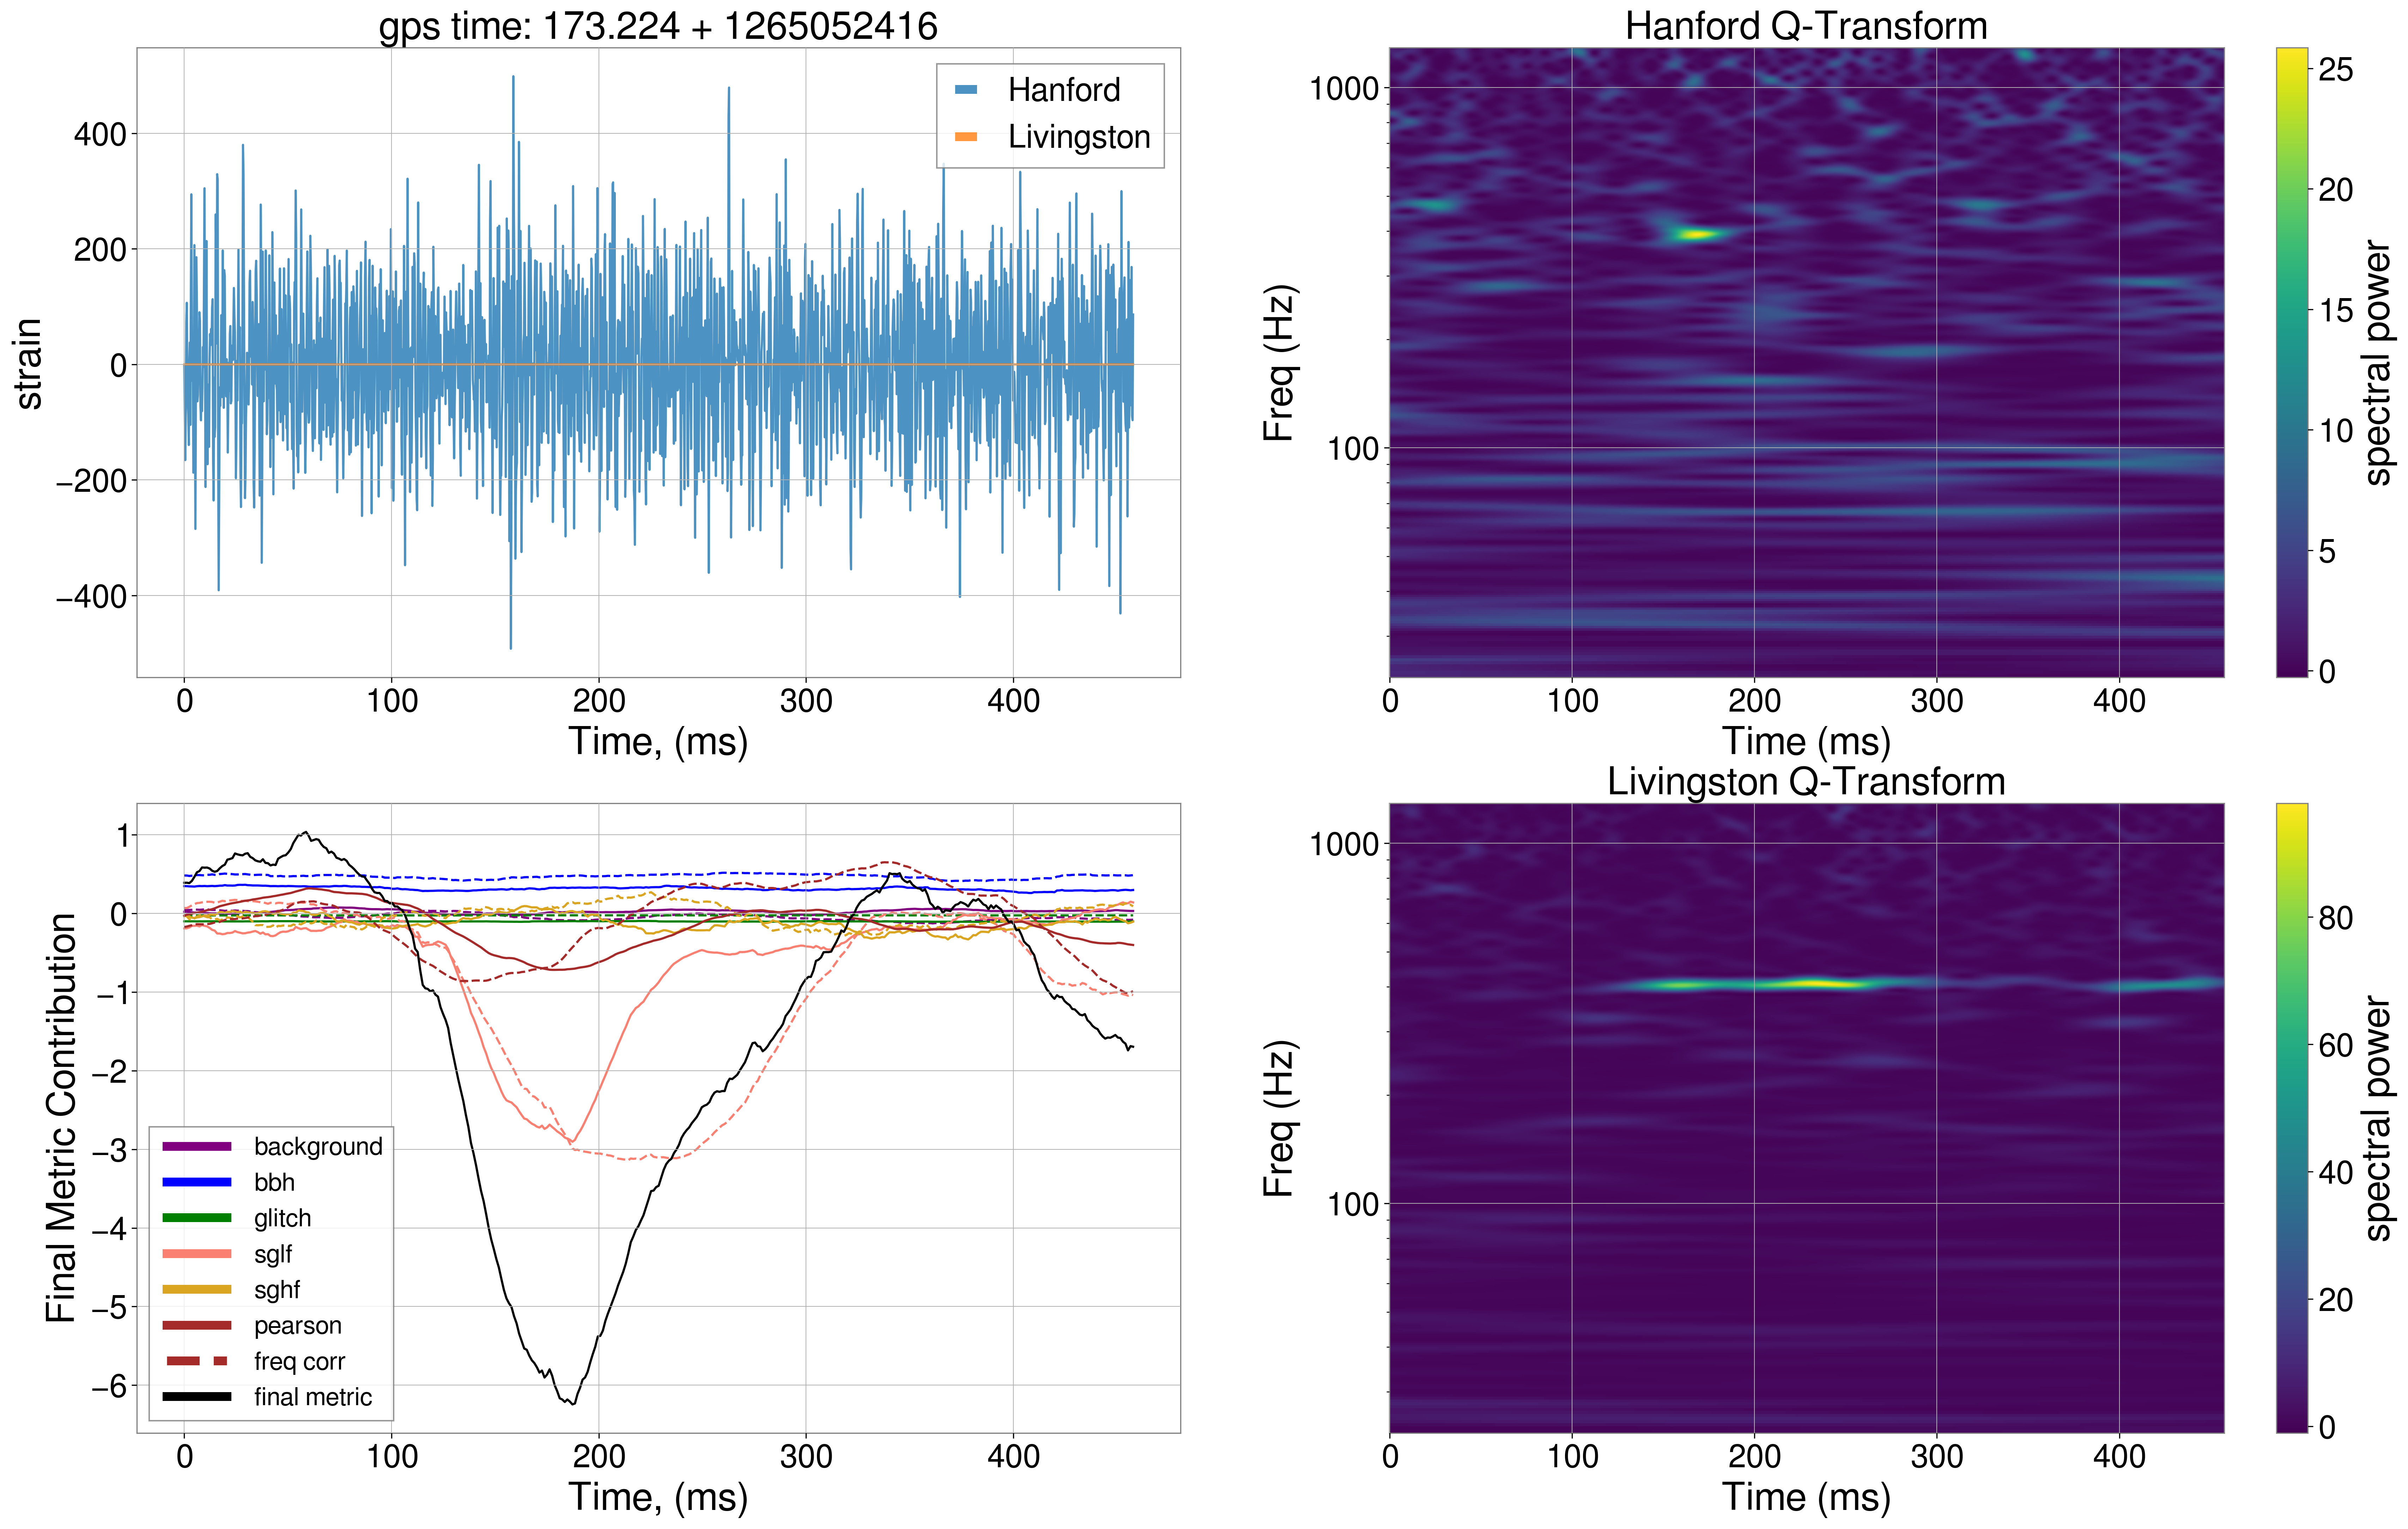 gps time: 173.224 + 1265052416
Hanford
Livingston
strain
400
200
0
−200
−400
0 100 200 300 400
Time, (ms)
Hanford Q-Transform
Freq (Hz)
1000
100
0 100 200 300 400
Time (ms)
25
20
15
10
5
0
spectral power
Final Metric Contribution
1
0
−1
−2
−3
−4
−5
−6
background
bbh
glitch
sglf
sghf
pearson
freq corr
final metric
0 100 200 300 400
Time, (ms)
Livingston Q-Transform
Freq (Hz)
1000
100
0 100 200 300 400
Time (ms)
80
60
40
20
0
spectral power